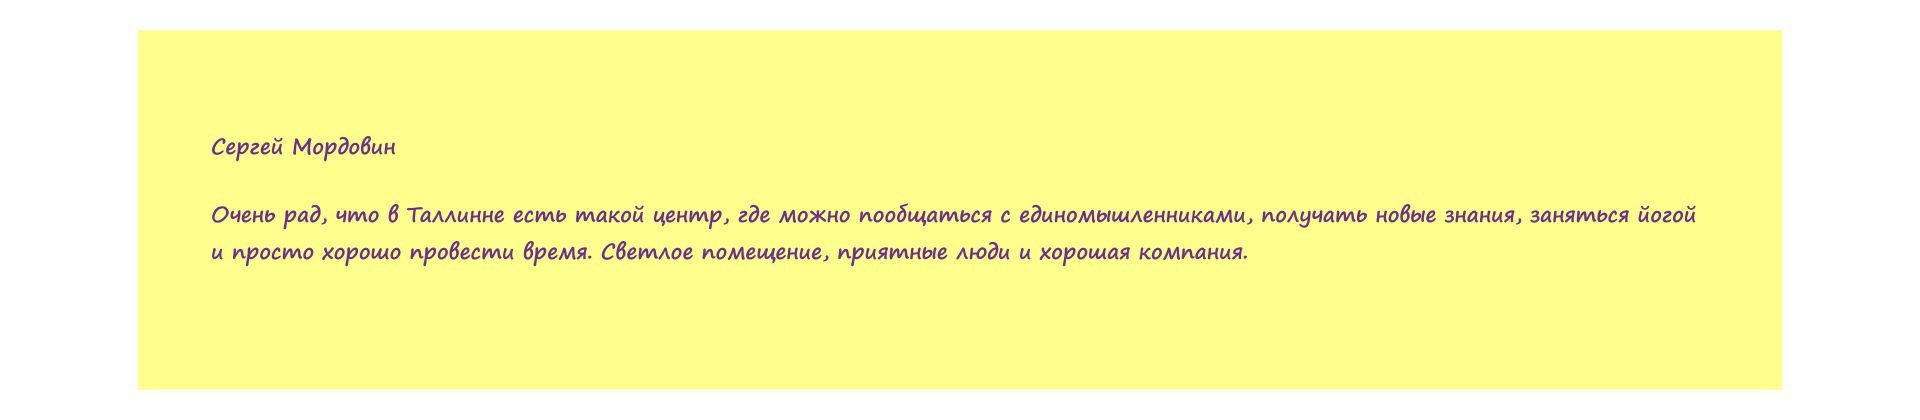 Сергей Мордовин
Очень рад, что в Таллинне есть такой центр, где можно пообщаться с единомышленниками, получать новые знания, заняться йогой
и просто хорошо провести время. Светлое помещение, приятные люди и хорошая компания.